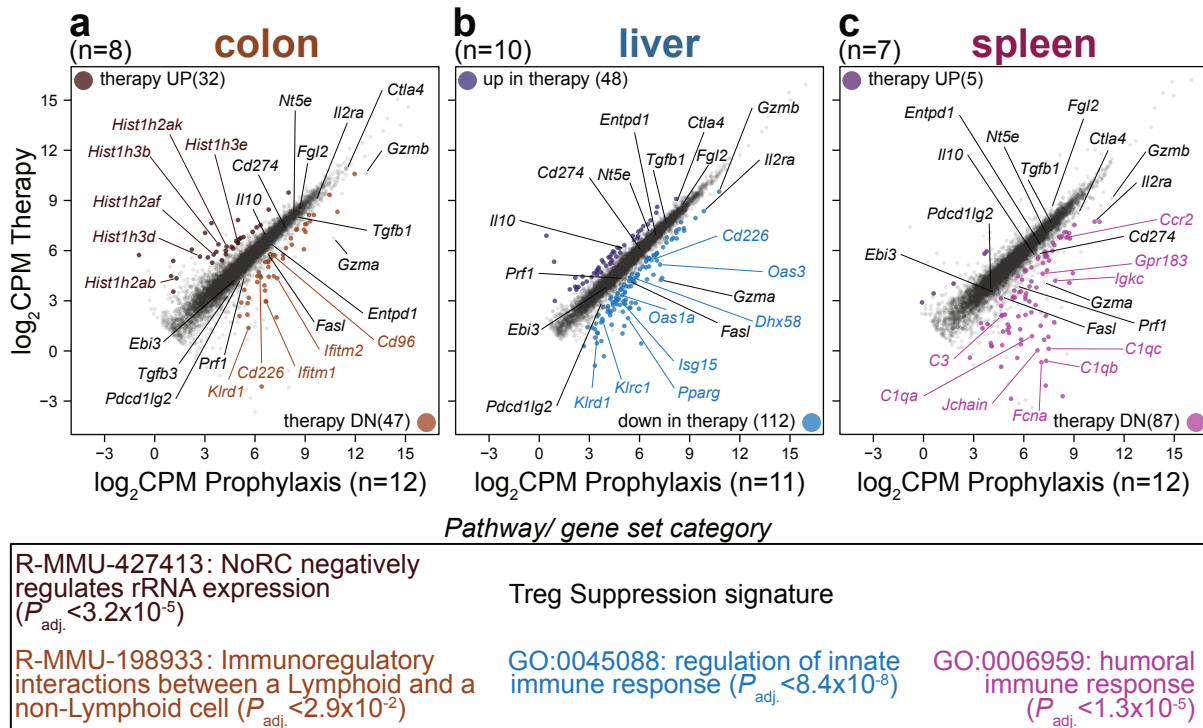 a
(n=8)
colon
therapy UP(32)
Hist1h2ak
Hist1h3b
Hist1h3e
Hist1h2af
Hist1h3d
Hist1h2ab
Nt5e
Ctla4
Il2ra
Cd274
Fgl2
Il10
Tgfb1
Gzma
Entpd1
Fasl
Cd96
Ebi3
Tgfb3
Prf1
Ifitm2
Pdcd1lg2
Klrd1
Cd226
Ifitm1
therapy DN(47)
log2CPM Therapy
15
12
9
6
3
0
−3
−3 0 3 6 9 12 15
log2CPM Prophylaxis (n=12)
b
(n=10)
liver
up in therapy (48)
Gzmb
Entpd1
Ctla4
Tgfb1
Fgl2
Cd274
Nt5e
Il2ra
Il10
Cd226
Oas3
Prf1
Gzma
Oas1a
Dhx58
Ebi3
Fasl
Isg15
Klrc1
Pparg
Klrd1
Pdcd1lg2
down in therapy (112)
−3 0 3 6 9 12 15
log2CPM Prophylaxis (n=11)
c
(n=7)
spleen
therapy UP(5)
Entpd1
Fgl2
Nt5e
Ctla4
Il10
Tgfb1
Gzmb
Il2ra
Pdcd1lg2
Ccr2
Cd274
Ebi3
Gpr183
Igkc
Gzma
Fasl
Prf1
C3
C1qc
C1qb
C1qa
Jchain
Fcna
therapy DN(87)
−3 0 3 6 9 12 15
log2CPM Prophylaxis (n=12)
Pathway/ gene set category
R-MMU-427413: NoRC negatively
regulates rRNA expression
(Padj.<3.2x10-5)
Treg Suppression signature
R-MMU-198933: Immunoregulatory
interactions between a Lymphoid and a
non-Lymphoid cell (Padj.<2.9x10-2)
GO:0045088: regulation of innate
immune response (Padj.<8.4x10-8)
GO:0006959: humoral
immune response
(Padj.<1.3x10-5)